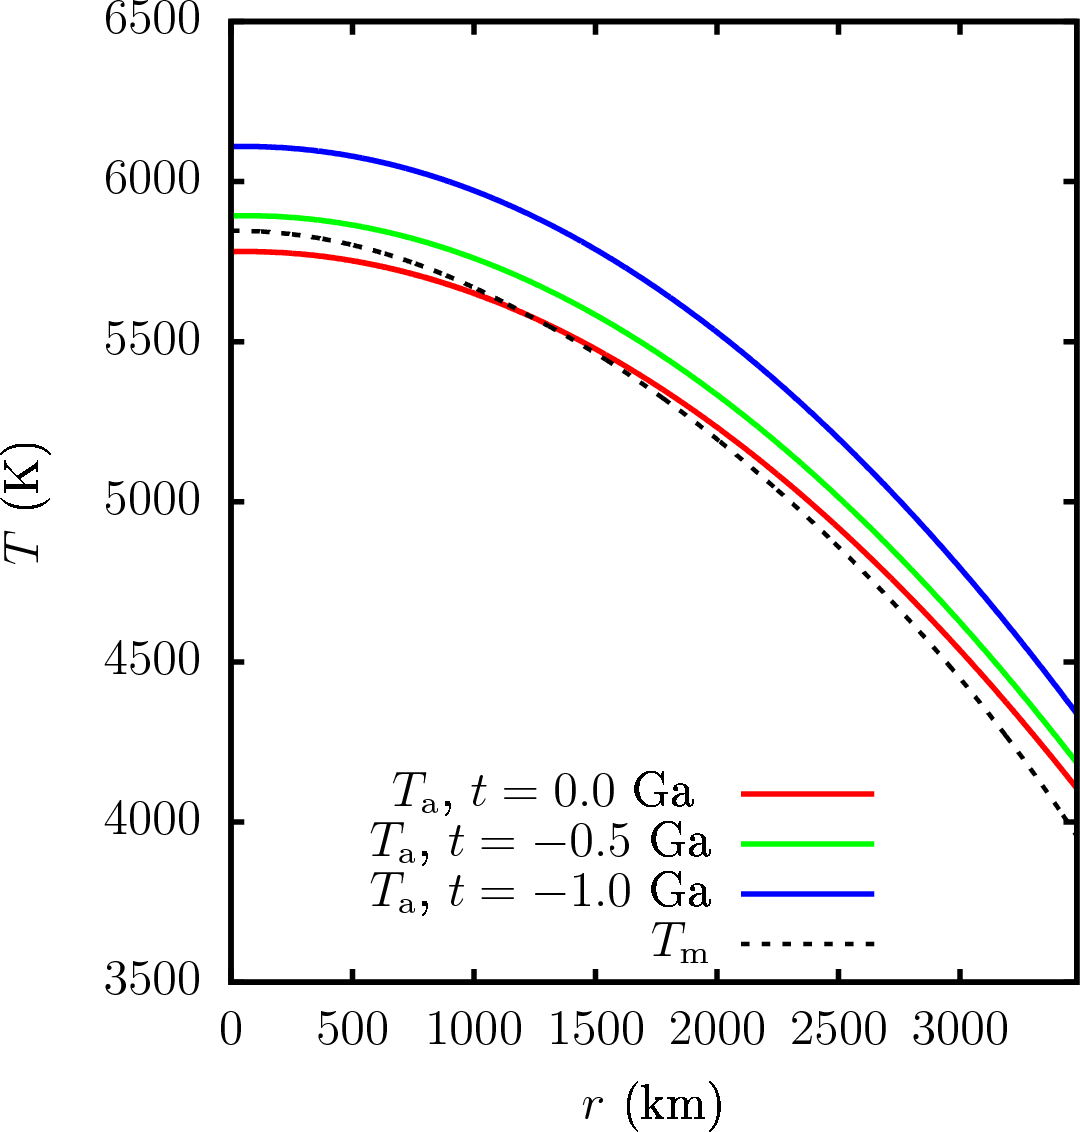 6500
6000
5500
5000
4500
4000
3500
T (K)
Tₐ, t = 0.0 Ga
Tₐ, t = −0.5 Ga
Tₐ, t = −1.0 Ga
Tₘ
0 500 1000 1500 2000 2500 3000
r (km)